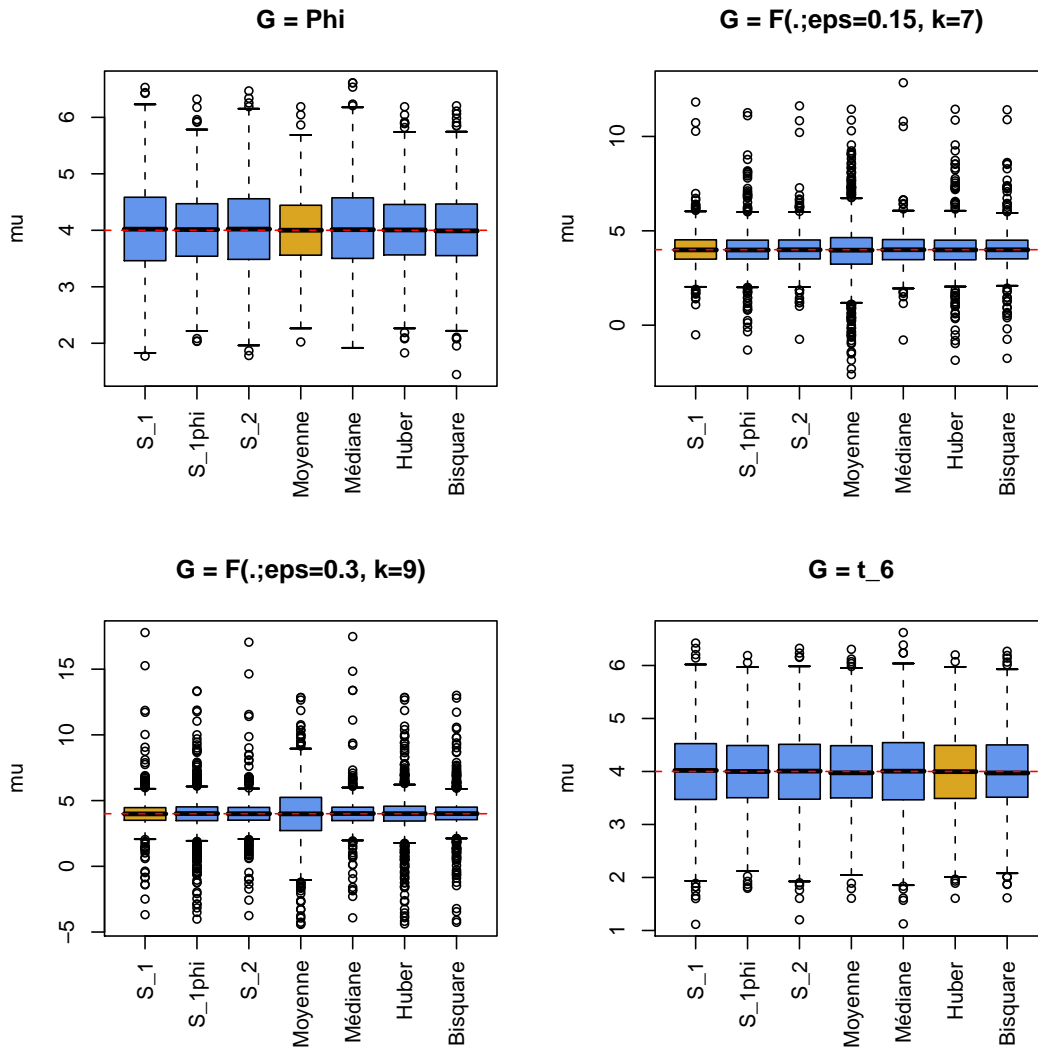 G = Phi
mu
6
5
4
3
2
S_1
S_1phi
S_2
Moyenne
Médiane
Huber
Bisquare
G = F(.;eps=0.15, k=7)
mu
10
5
0
S_1
S_1phi
S_2
Moyenne
Médiane
Huber
Bisquare
G = F(.;eps=0.3, k=9)
mu
15
10
5
0
−5
S_1
S_1phi
S_2
Moyenne
Médiane
Huber
Bisquare
G = t_6
mu
6
5
4
3
2
1
S_1
S_1phi
S_2
Moyenne
Médiane
Huber
Bisquare